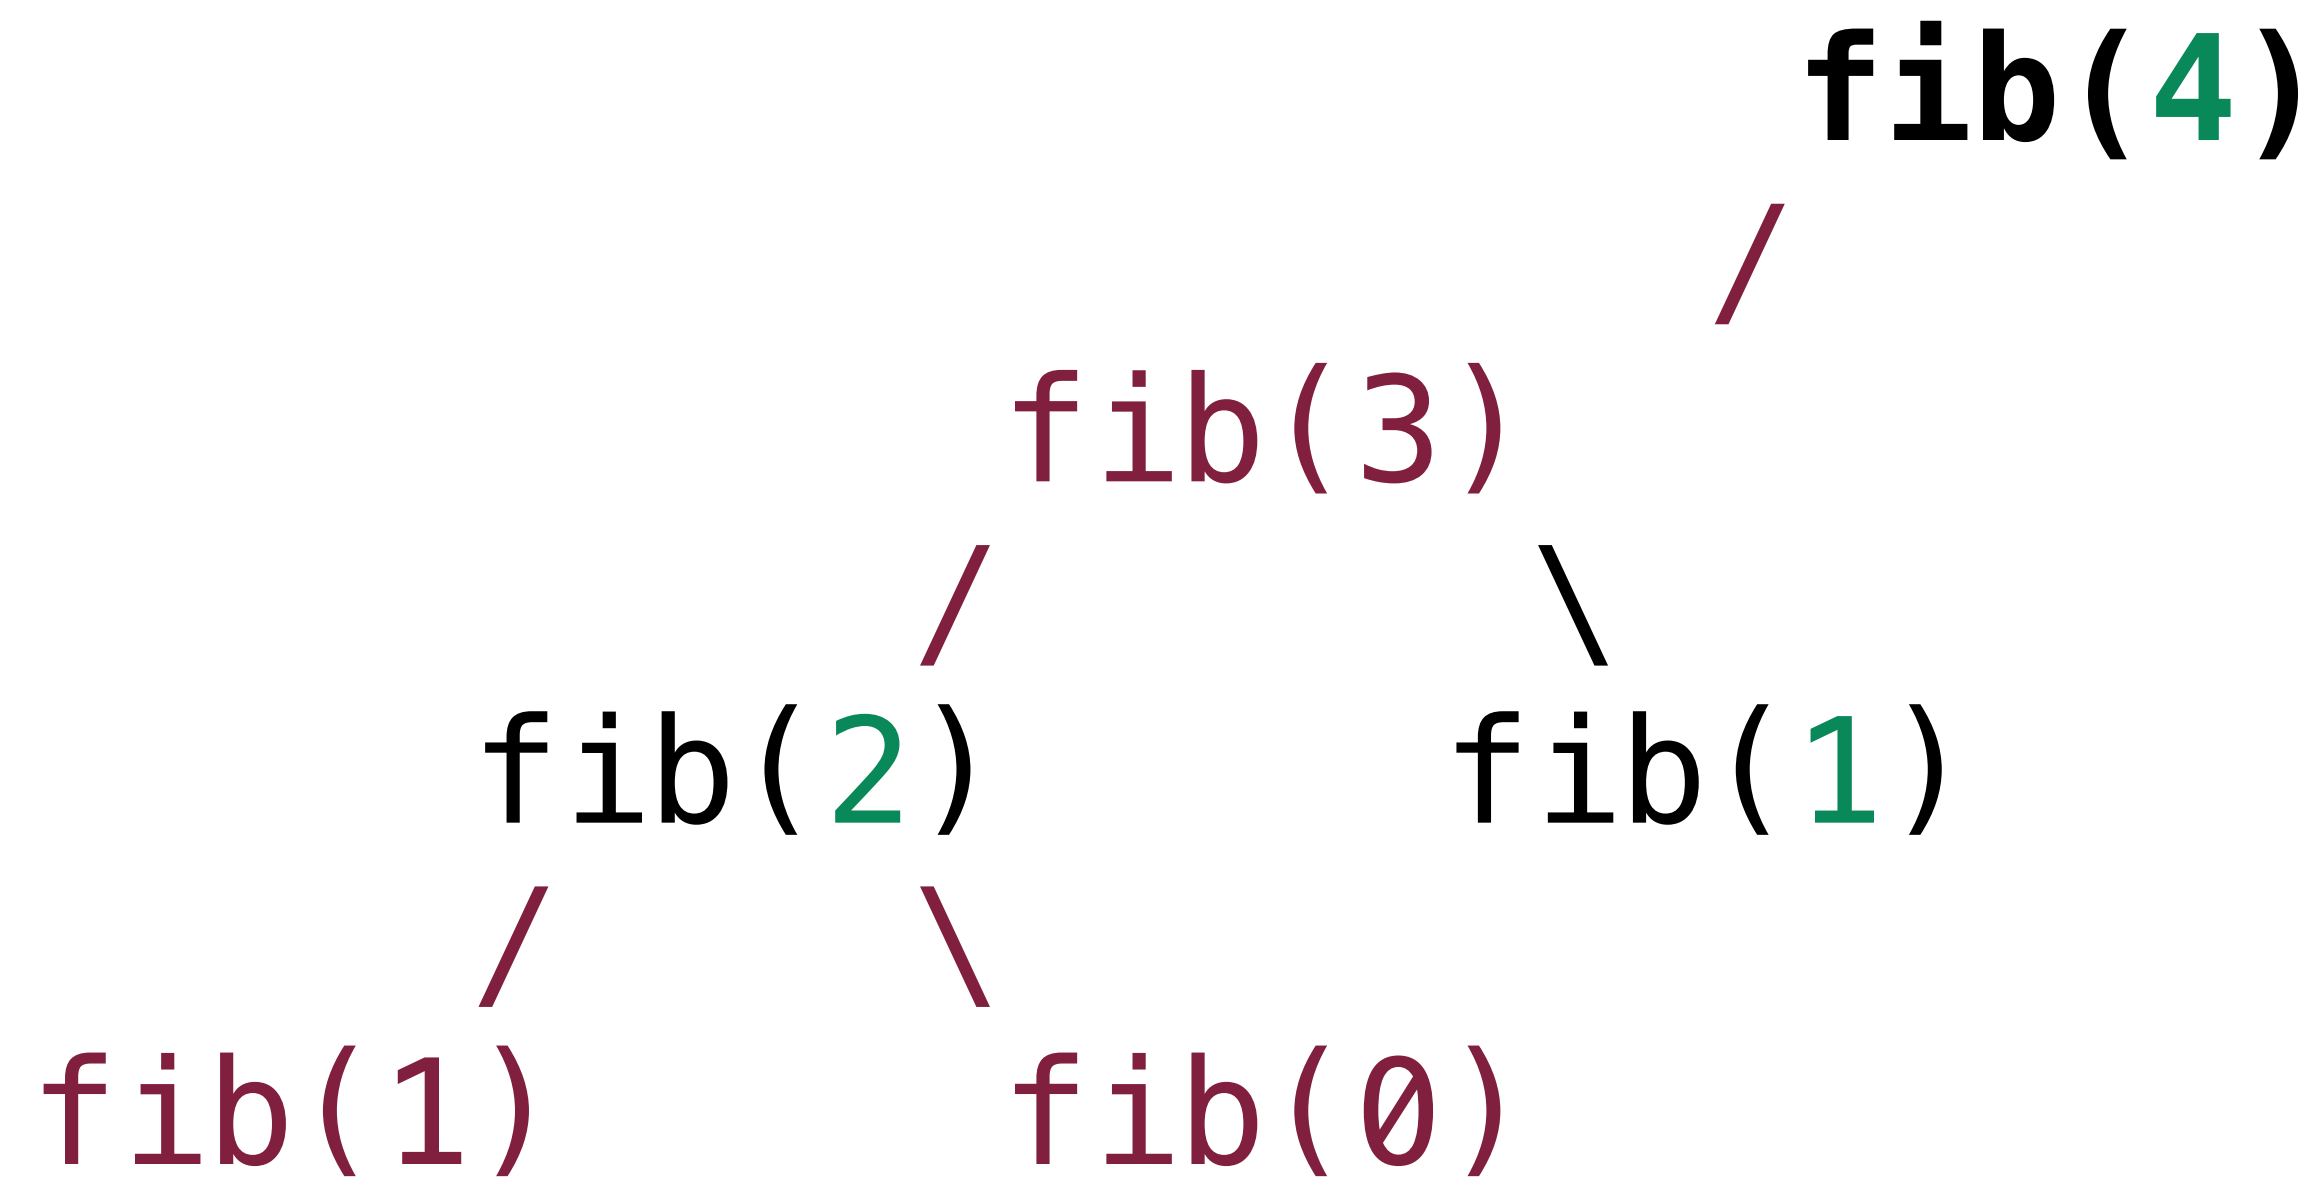 fib(4)
/
fib(3)
/ \
fib(2) fib(1)
/ \
fib(1) fib(0)